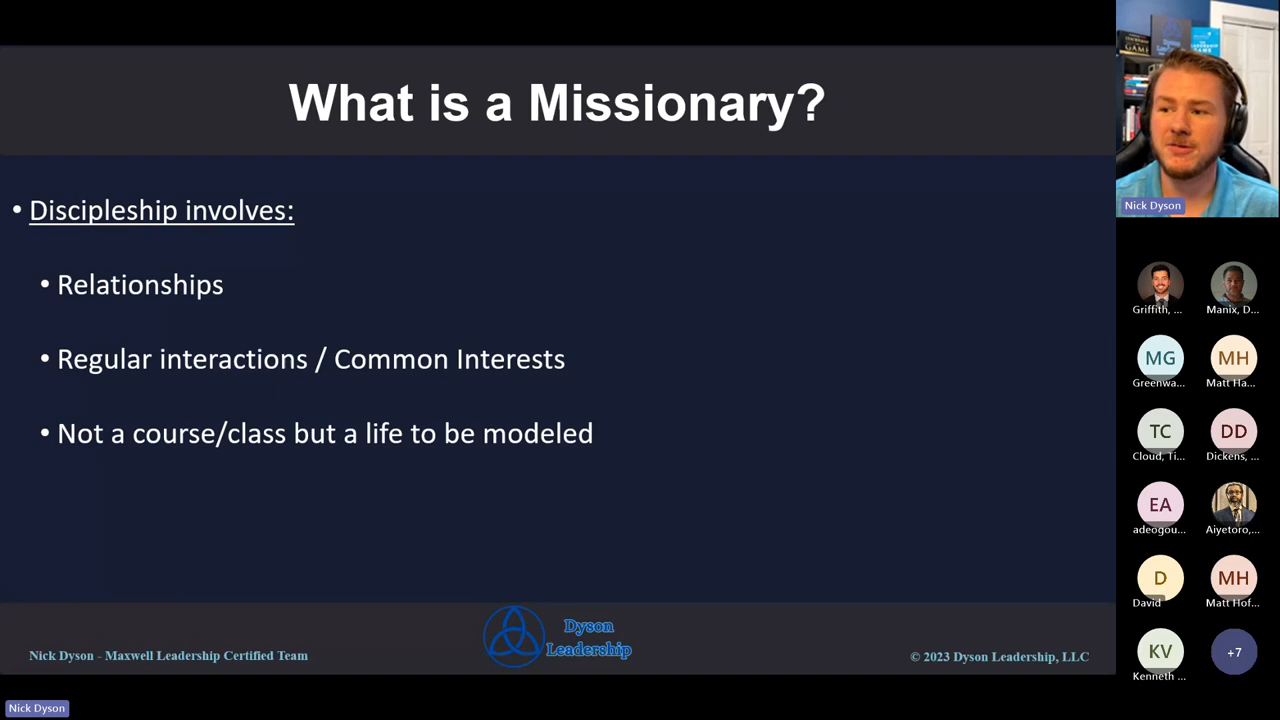 What is a Missionary?
• Discipleship involves:
• Relationships
• Regular interactions / Common Interests
• Not a course/class but a life to be modeled
Nick Dyson - Maxwell Leadership Certified Team
Dyson
Leadership
© 2023 Dyson Leadership, LLC
Nick Dyson
GAME
Nick Dyson
Griffith, ...
Manix, D...
MG
MH
Greenwa...
Matt Ha...
TC
DD
Cloud, Ti...
Dickens, ...
EA
adeogou...
Aiyetoro,...
D
MH
David
Matt Hof...
KV
+7
Kenneth ...